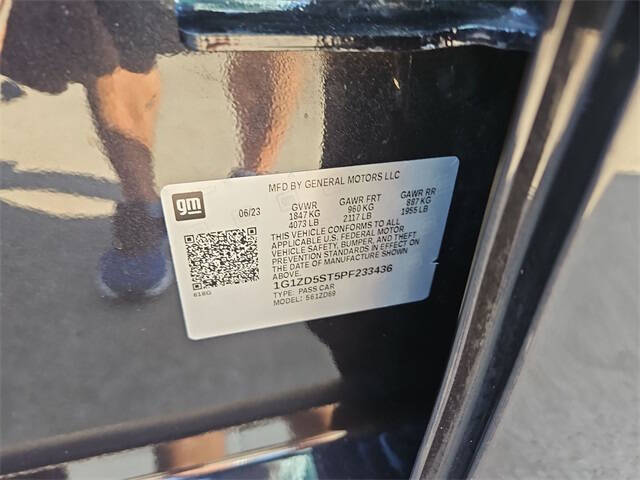 MFD BY GENERAL MOTORS LLC
gm 06/23 GVWR GAWR FRT GAWR RR
1847 KG 960 KG 887 KG
4073 LB 2117 LB 1955 LB
THIS VEHICLE CONFORMS TO ALL
APPLICABLE U.S. FEDERAL MOTOR
VEHICLE SAFETY, BUMPER, AND THEFT
PREVENTION STANDARDS IN EFFECT ON
THE DATE OF MANUFACTURE SHOWN
ABOVE.
1G1ZD5ST5PF233436
TYPE: PASS CAR
MODEL: 561ZD69